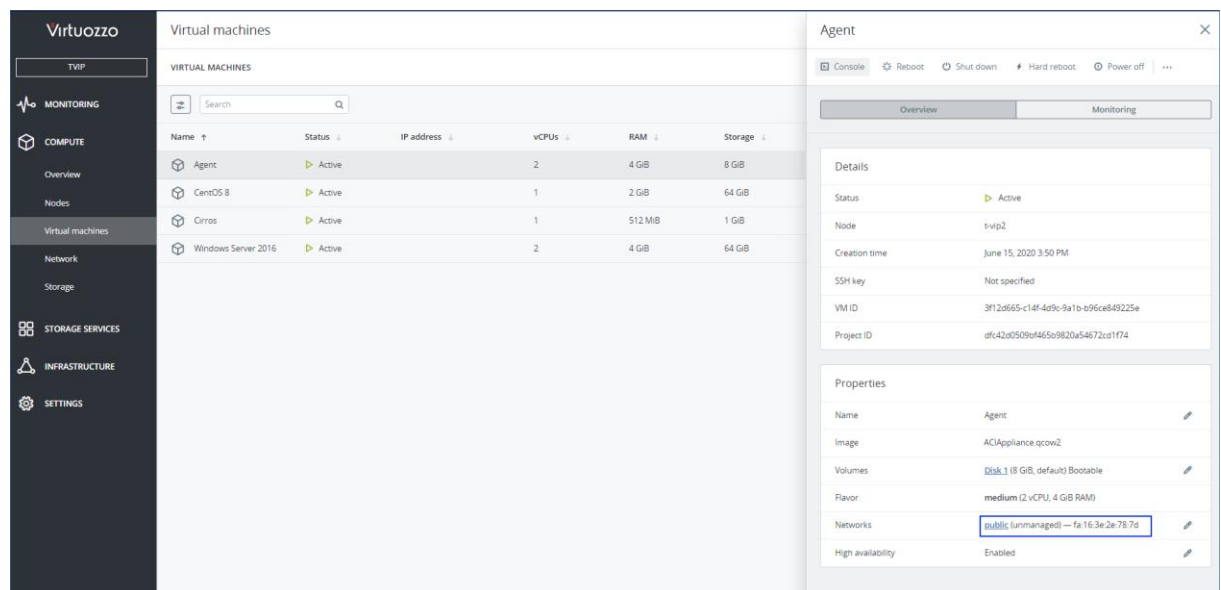 Virtuozzo
TVIP
MONITORING
COMPUTE
Overview
Nodes
Virtual machines
Network
Storage
STORAGE SERVICES
INFRASTRUCTURE
SETTINGS
Virtual machines
VIRTUAL MACHINES
Search
Name ↑ Status ↓ IP address ↓ vCPUs ↓ RAM ↓ Storage ↓
Agent Active 2 4 GiB 8 GiB
CentOS 8 Active 1 2 GiB 64 GiB
Cirros Active 1 512 MiB 1 GiB
Windows Server 2016 Active 2 4 GiB 64 GiB
Agent
Console Reboot Shut down Hard reboot Power off ...
Overview Monitoring
Details
Status Active
Node t-vip2
Creation time June 15, 2020 3:50 PM
SSH key Not specified
VM ID 3f12d665-c14f-4d9c-9a1b-b96ce849225e
Project ID dfc42d0509bf465b9820a54672cd1f74
Properties
Name Agent
Image ACIAppliance.qcow2
Volumes Disk 1 (8 GiB, default) Bootable
Flavor medium (2 vCPU, 4 GiB RAM)
Networks public (unmanaged) — fa:16:3e:2e:78:7d
High availability Enabled